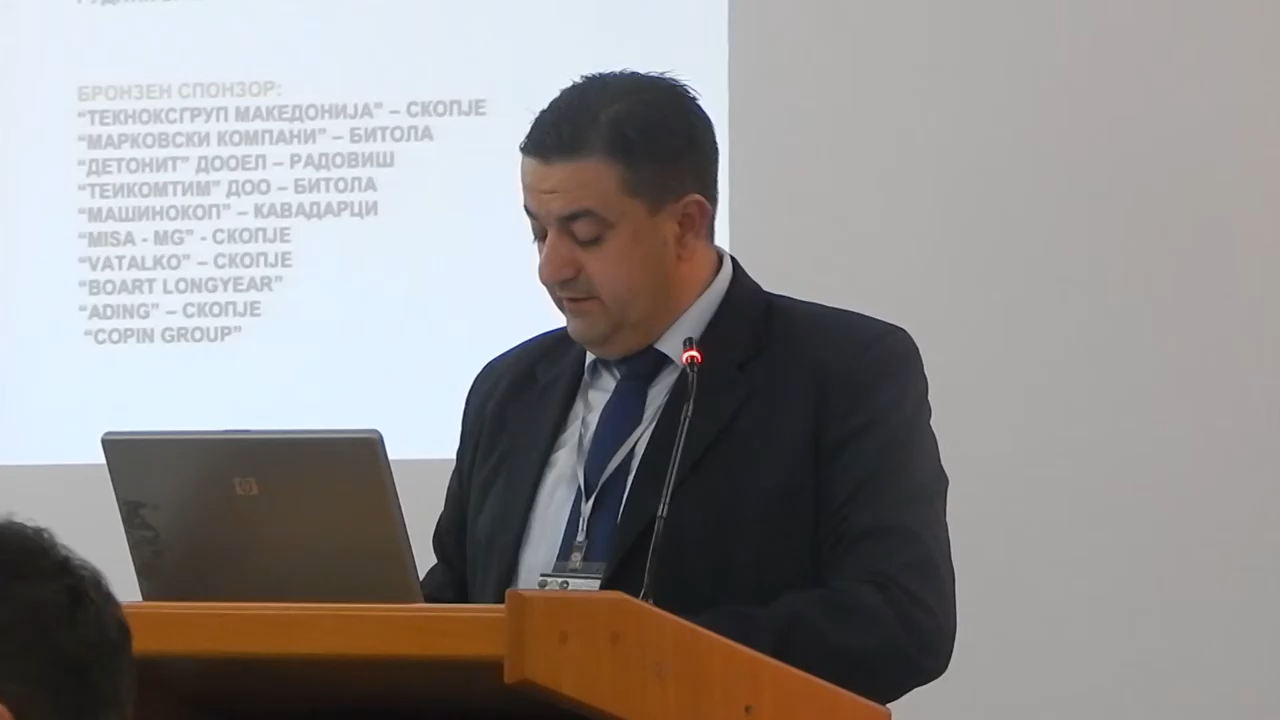 БРОНЗЕН СПОНЗОР:
“ТЕКНОКСГРУП МАКЕДОНИЈА” – СКОПЈЕ
“МАРКОВСКИ КОМПАНИ” – БИТОЛА
“ДЕТОНИТ” ДООЕЛ – РАДОВИШ
“ТЕИКОМТИМ” ДОО – БИТОЛА
“МАШИНОКОП” – КАВАДАРЦИ
“MISA - MG” - СКОПЈЕ
“VATALKO” – СКОПЈЕ
“BOART LONGYEAR”
“ADING” – СКОПЈЕ
“COPIN GROUP”
hp